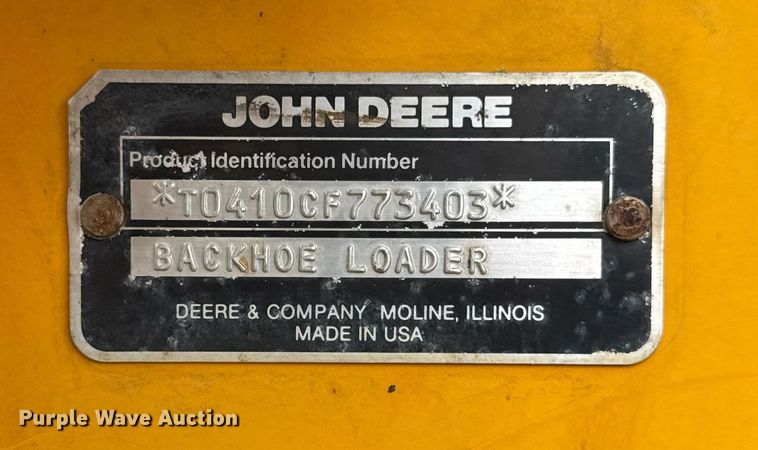 JOHN DEERE
Product Identification Number
*T0410CF773403*
BACKHOE LOADER
DEERE & COMPANY MOLINE, ILLINOIS
MADE IN USA
Purple Wave Auction